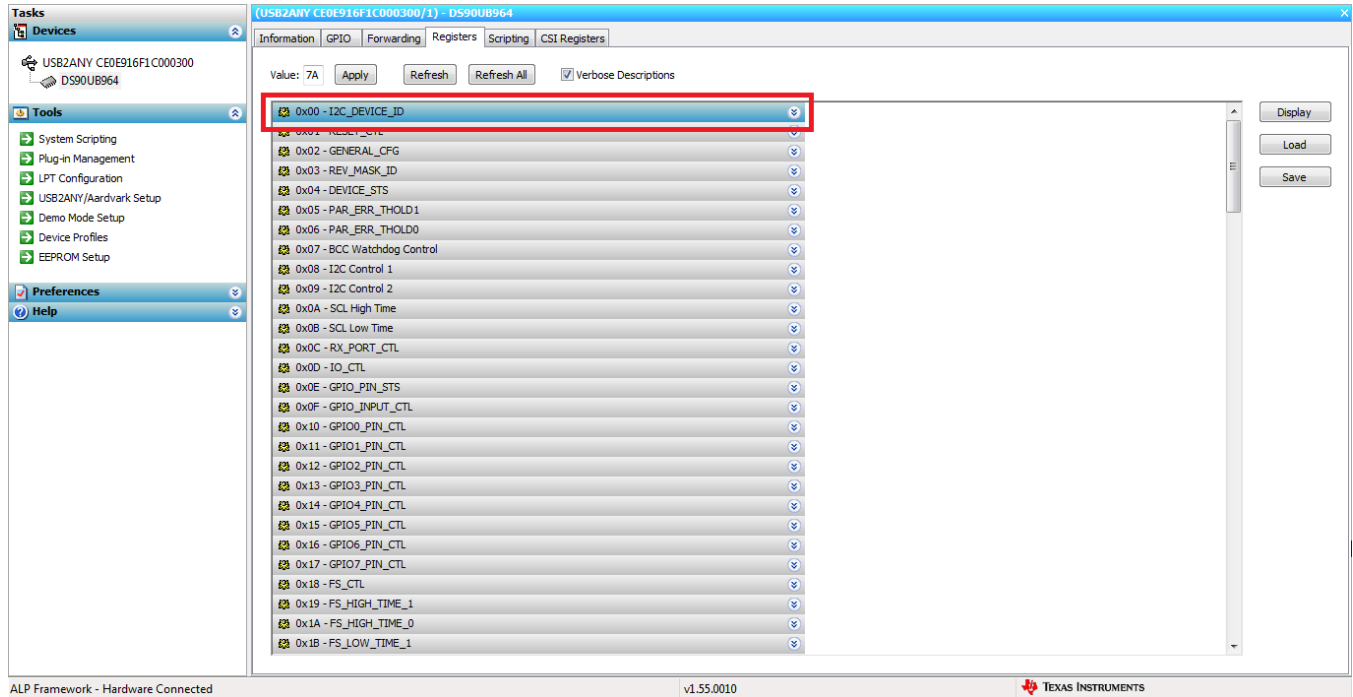 Tasks
Devices
USB2ANY CE0E916F1C000300
DS90UB964
Tools
System Scripting
Plug-in Management
LPT Configuration
USB2ANY/Aardvark Setup
Demo Mode Setup
Device Profiles
EEPROM Setup
Preferences
Help
(USB2ANY CE0E916F1C000300/1) - DS90UB964
Information GPIO Forwarding Registers Scripting CSI Registers
Value: 7A Apply Refresh Refresh All Verbose Descriptions
0x00 - I2C_DEVICE_ID
0x01 - RESET_CTL
0x02 - GENERAL_CFG
0x03 - REV_MASK_ID
0x04 - DEVICE_STS
0x05 - PAR_ERR_THOLD1
0x06 - PAR_ERR_THOLD0
0x07 - BCC Watchdog Control
0x08 - I2C Control 1
0x09 - I2C Control 2
0x0A - SCL High Time
0x0B - SCL Low Time
0x0C - RX_PORT_CTL
0x0D - IO_CTL
0x0E - GPIO_PIN_STS
0x0F - GPIO_INPUT_CTL
0x10 - GPIO0_PIN_CTL
0x11 - GPIO1_PIN_CTL
0x12 - GPIO2_PIN_CTL
0x13 - GPIO3_PIN_CTL
0x14 - GPIO4_PIN_CTL
0x15 - GPIO5_PIN_CTL
0x16 - GPIO6_PIN_CTL
0x17 - GPIO7_PIN_CTL
0x18 - FS_CTL
0x19 - FS_HIGH_TIME_1
0x1A - FS_HIGH_TIME_0
0x1B - FS_LOW_TIME_1
Display
Load
Save
ALP Framework - Hardware Connected v1.55.0010 TEXAS INSTRUMENTS